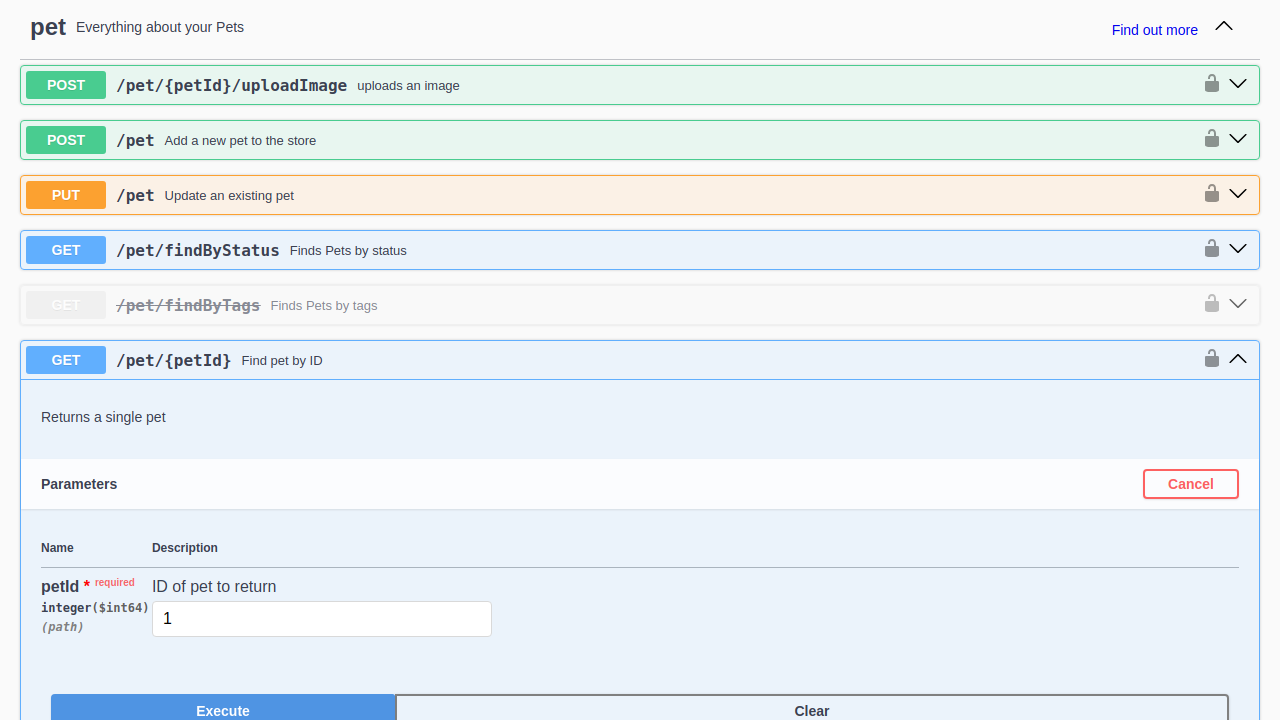 pet Everything about your Pets Find out more
POST /pet/{petId}/uploadImage uploads an image
POST /pet Add a new pet to the store
PUT /pet Update an existing pet
GET /pet/findByStatus Finds Pets by status
GET /pet/findByTags Finds Pets by tags
GET /pet/{petId} Find pet by ID
Returns a single pet
Parameters Cancel
Name Description
petId * required ID of pet to return
integer($int64) 1
(path)
Execute Clear